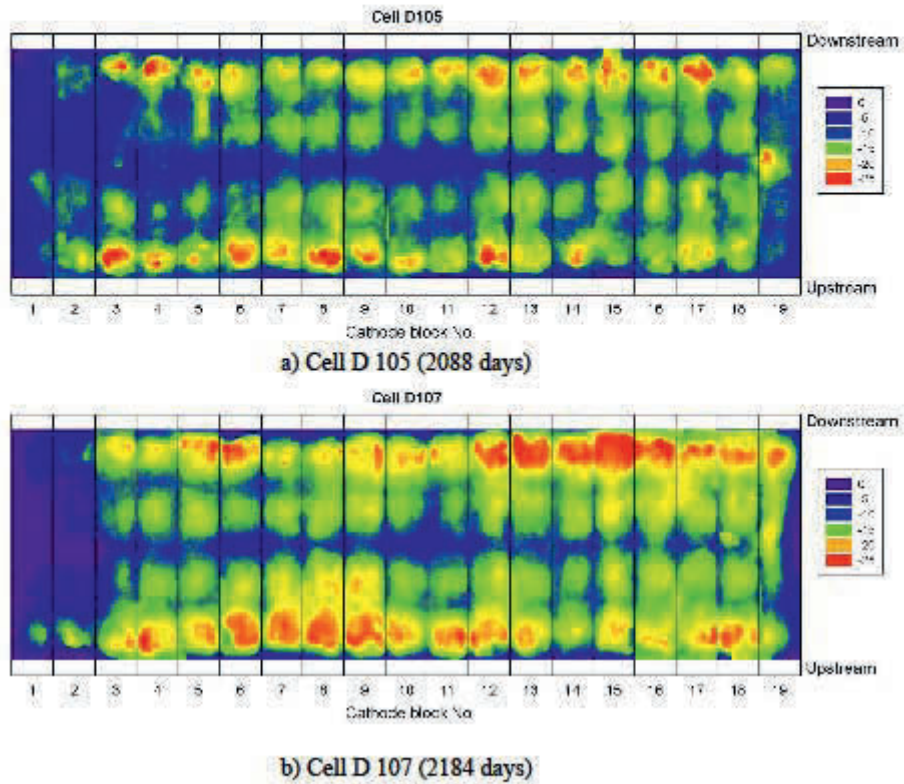 Cell D105
Downstream
Upstream
1 2 3 4 5 6 7 8 9 10 11 12 13 14 15 16 17 18 19
Cathode block No.
a) Cell D 105 (2088 days)
Cell D107
Downstream
Upstream
1 2 3 4 5 6 7 8 9 10 11 12 13 14 15 16 17 18 19
Cathode block No
b) Cell D 107 (2184 days)